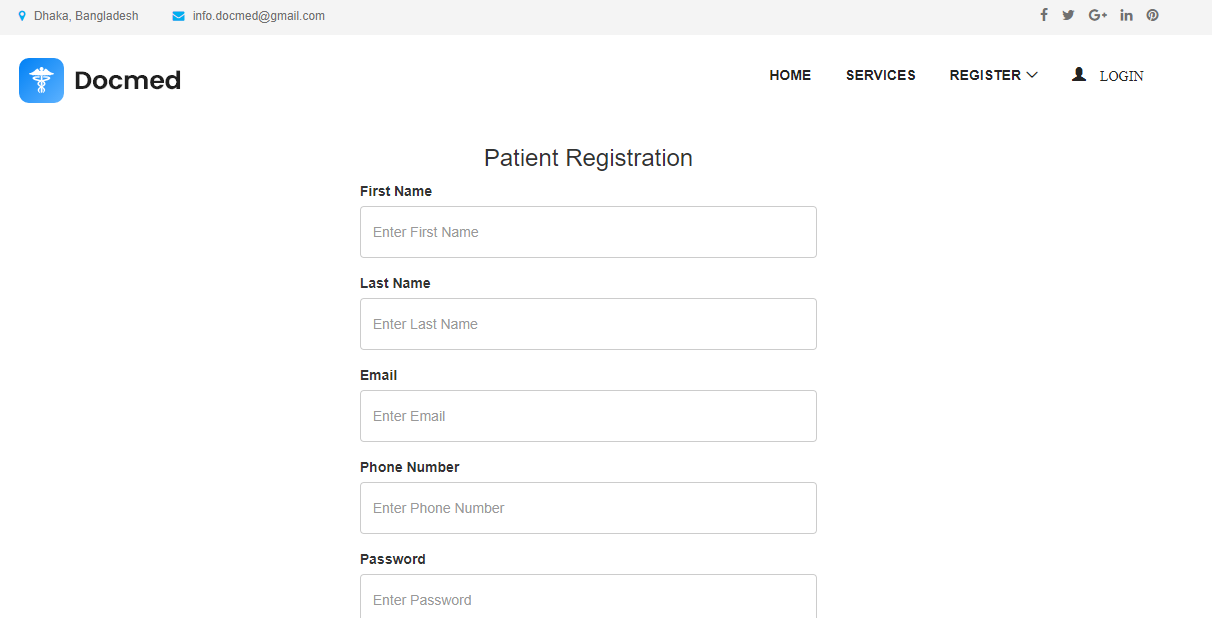 Dhaka, Bangladesh info.docmed@gmail.com
Docmed HOME SERVICES REGISTER LOGIN
Patient Registration
First Name
Enter First Name
Last Name
Enter Last Name
Email
Enter Email
Phone Number
Enter Phone Number
Password
Enter Password